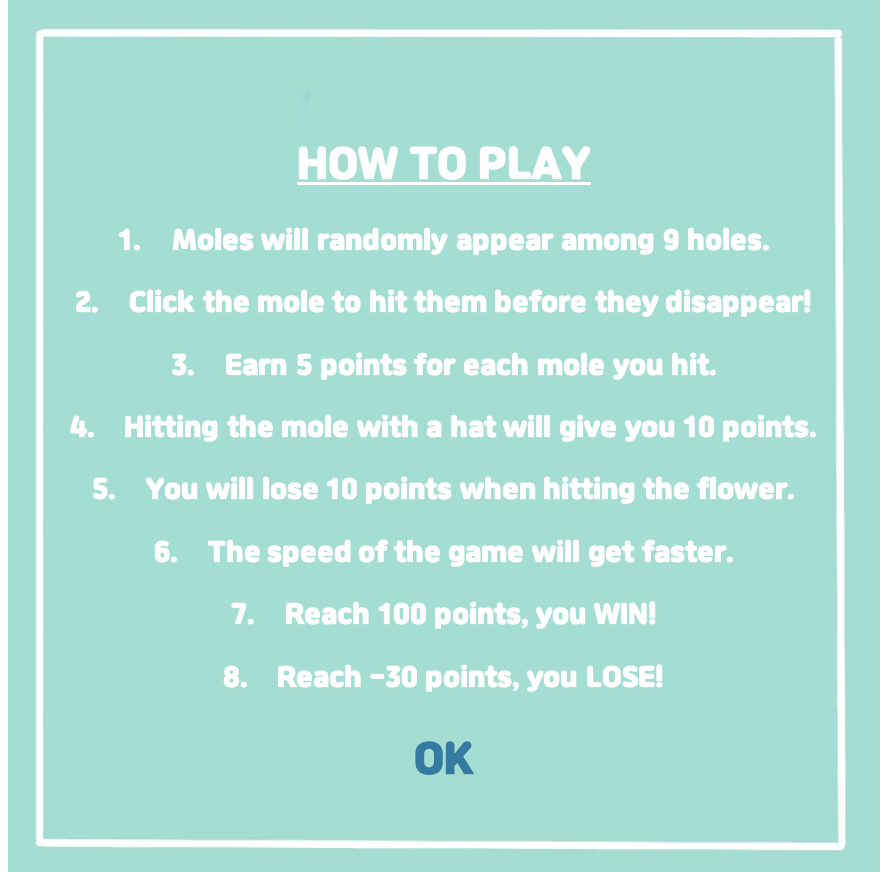 HOW TO PLAY
1. Moles will randomly appear among 9 holes.
2. Click the mole to hit them before they disappear!
3. Earn 5 points for each mole you hit.
4. Hitting the mole with a hat will give you 10 points.
5. You will lose 10 points when hitting the flower.
6. The speed of the game will get faster.
7. Reach 100 points, you WIN!
8. Reach -30 points, you LOSE!
OK